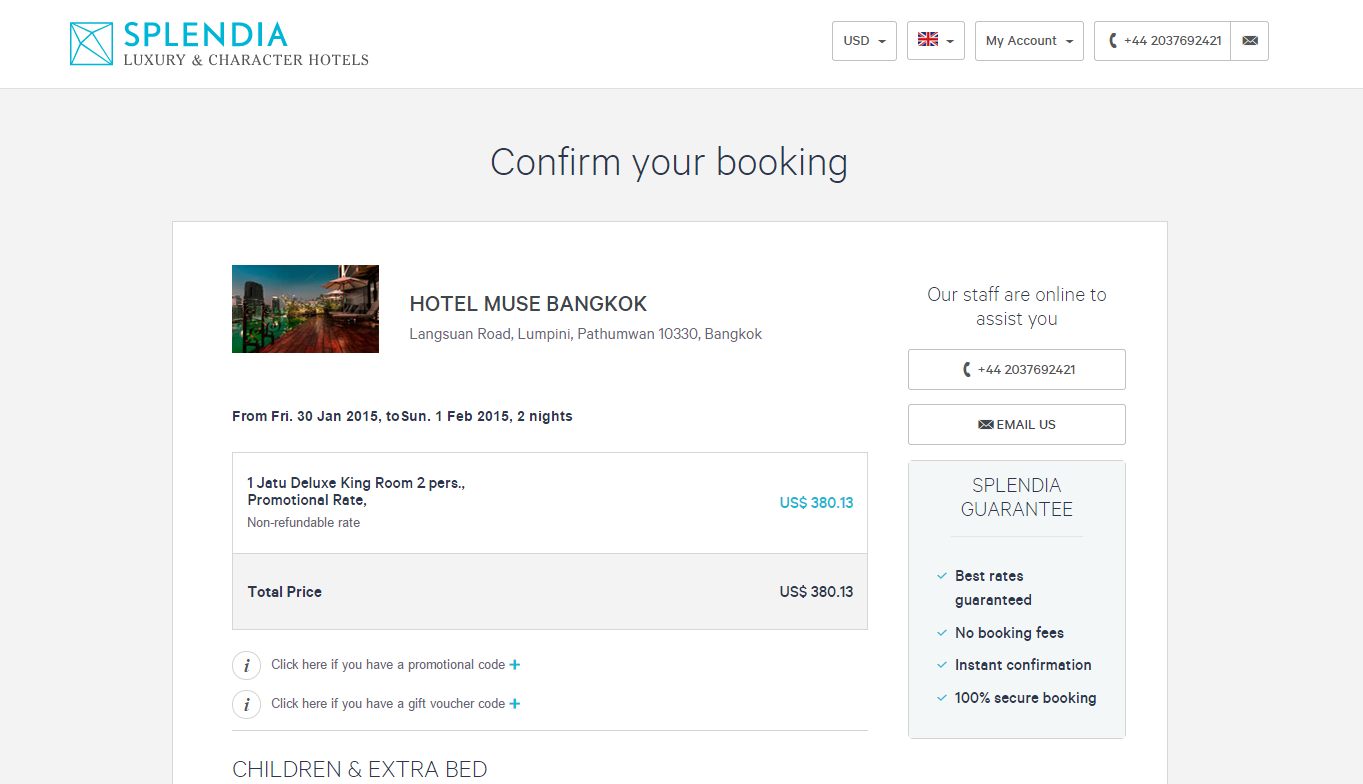 SPLENDIA
LUXURY & CHARACTER HOTELS
USD
My Account
+44 2037692421
Confirm your booking
HOTEL MUSE BANGKOK
Langsuan Road, Lumpini, Pathumwan 10330, Bangkok
From Fri. 30 Jan 2015, to Sun. 1 Feb 2015, 2 nights
1 Jatu Deluxe King Room 2 pers.,
Promotional Rate,
Non-refundable rate
US$ 380.13
Total Price
US$ 380.13
i Click here if you have a promotional code +
i Click here if you have a gift voucher code +
CHILDREN & EXTRA BED
Our staff are online to
assist you
+44 2037692421
EMAIL US
SPLENDIA
GUARANTEE
Best rates
guaranteed
No booking fees
Instant confirmation
100% secure booking